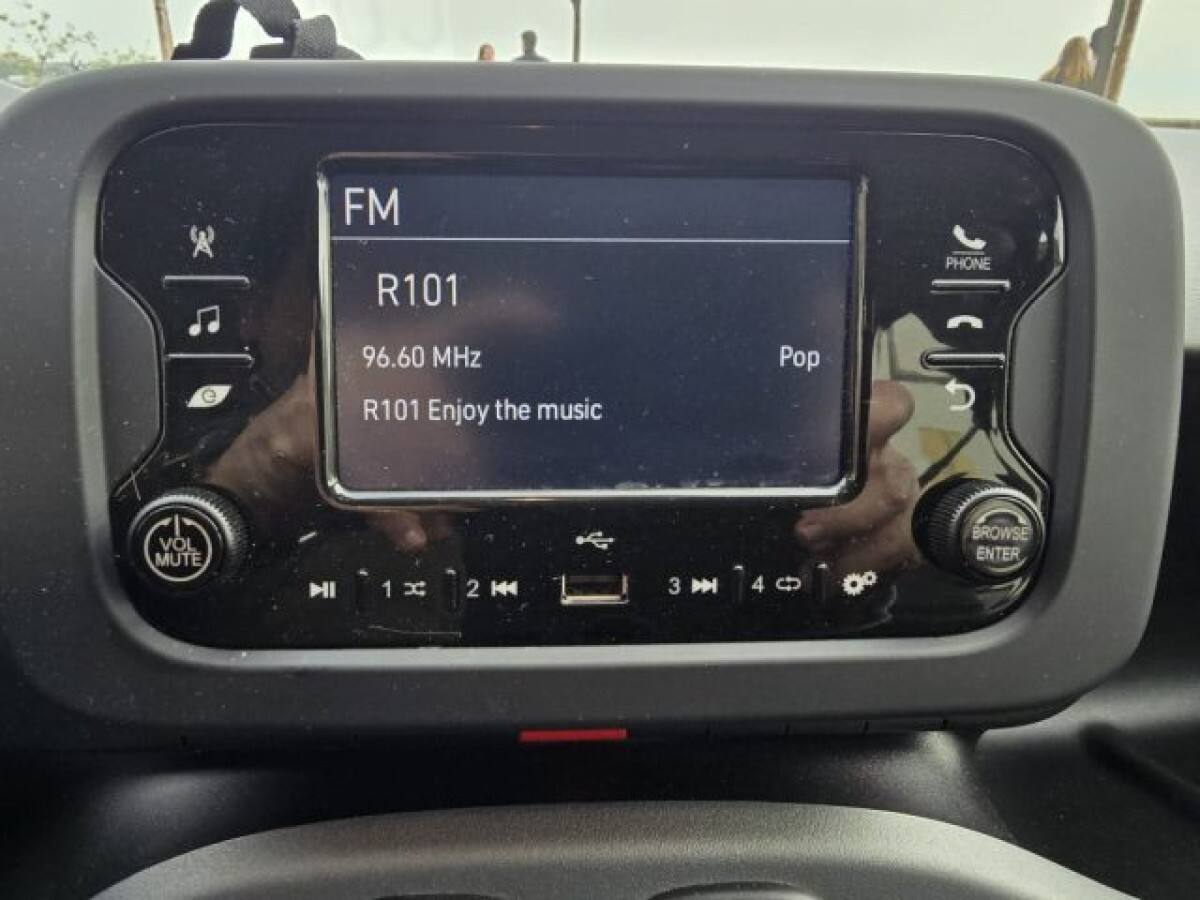 FM
R101
96.60 MHz Pop
R101 Enjoy the music
PHONE
VOL
MUTE
BROWSE
ENTER
1 2 3 4